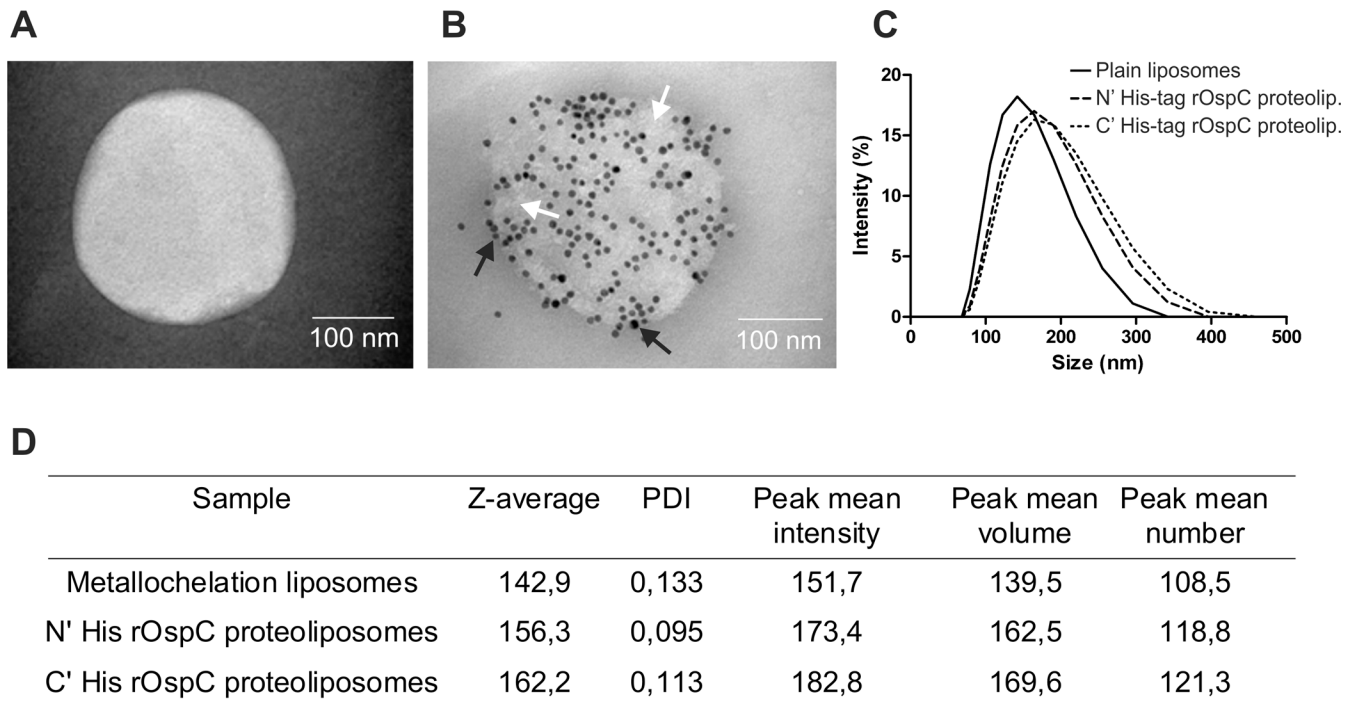 A
B
C
100 nm
100 nm
Plain liposomes
N’ His-tag rOspC proteolip.
C’ His-tag rOspC proteolip.
Intensity (%)
20
15
10
5
0
0 100 200 300 400 500
Size (nm)
D
Sample Z-average PDI Peak mean intensity Peak mean volume Peak mean number
Metallochelation liposomes 142,9 0,133 151,7 139,5 108,5
N' His rOspC proteoliposomes 156,3 0,095 173,4 162,5 118,8
C' His rOspC proteoliposomes 162,2 0,113 182,8 169,6 121,3